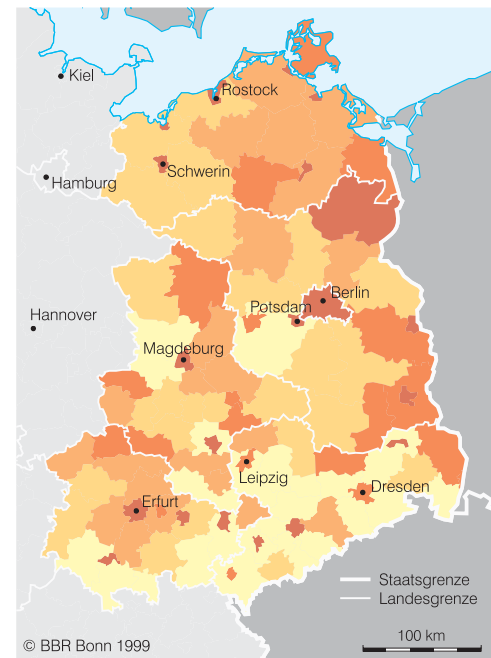 Kiel
Rostock
Schwerin
Hamburg
Berlin
Potsdam
Hannover
Magdeburg
Leipzig
Dresden
Erfurt
Staatsgrenze
Landesgrenze
100 km
© BBR Bonn 1999